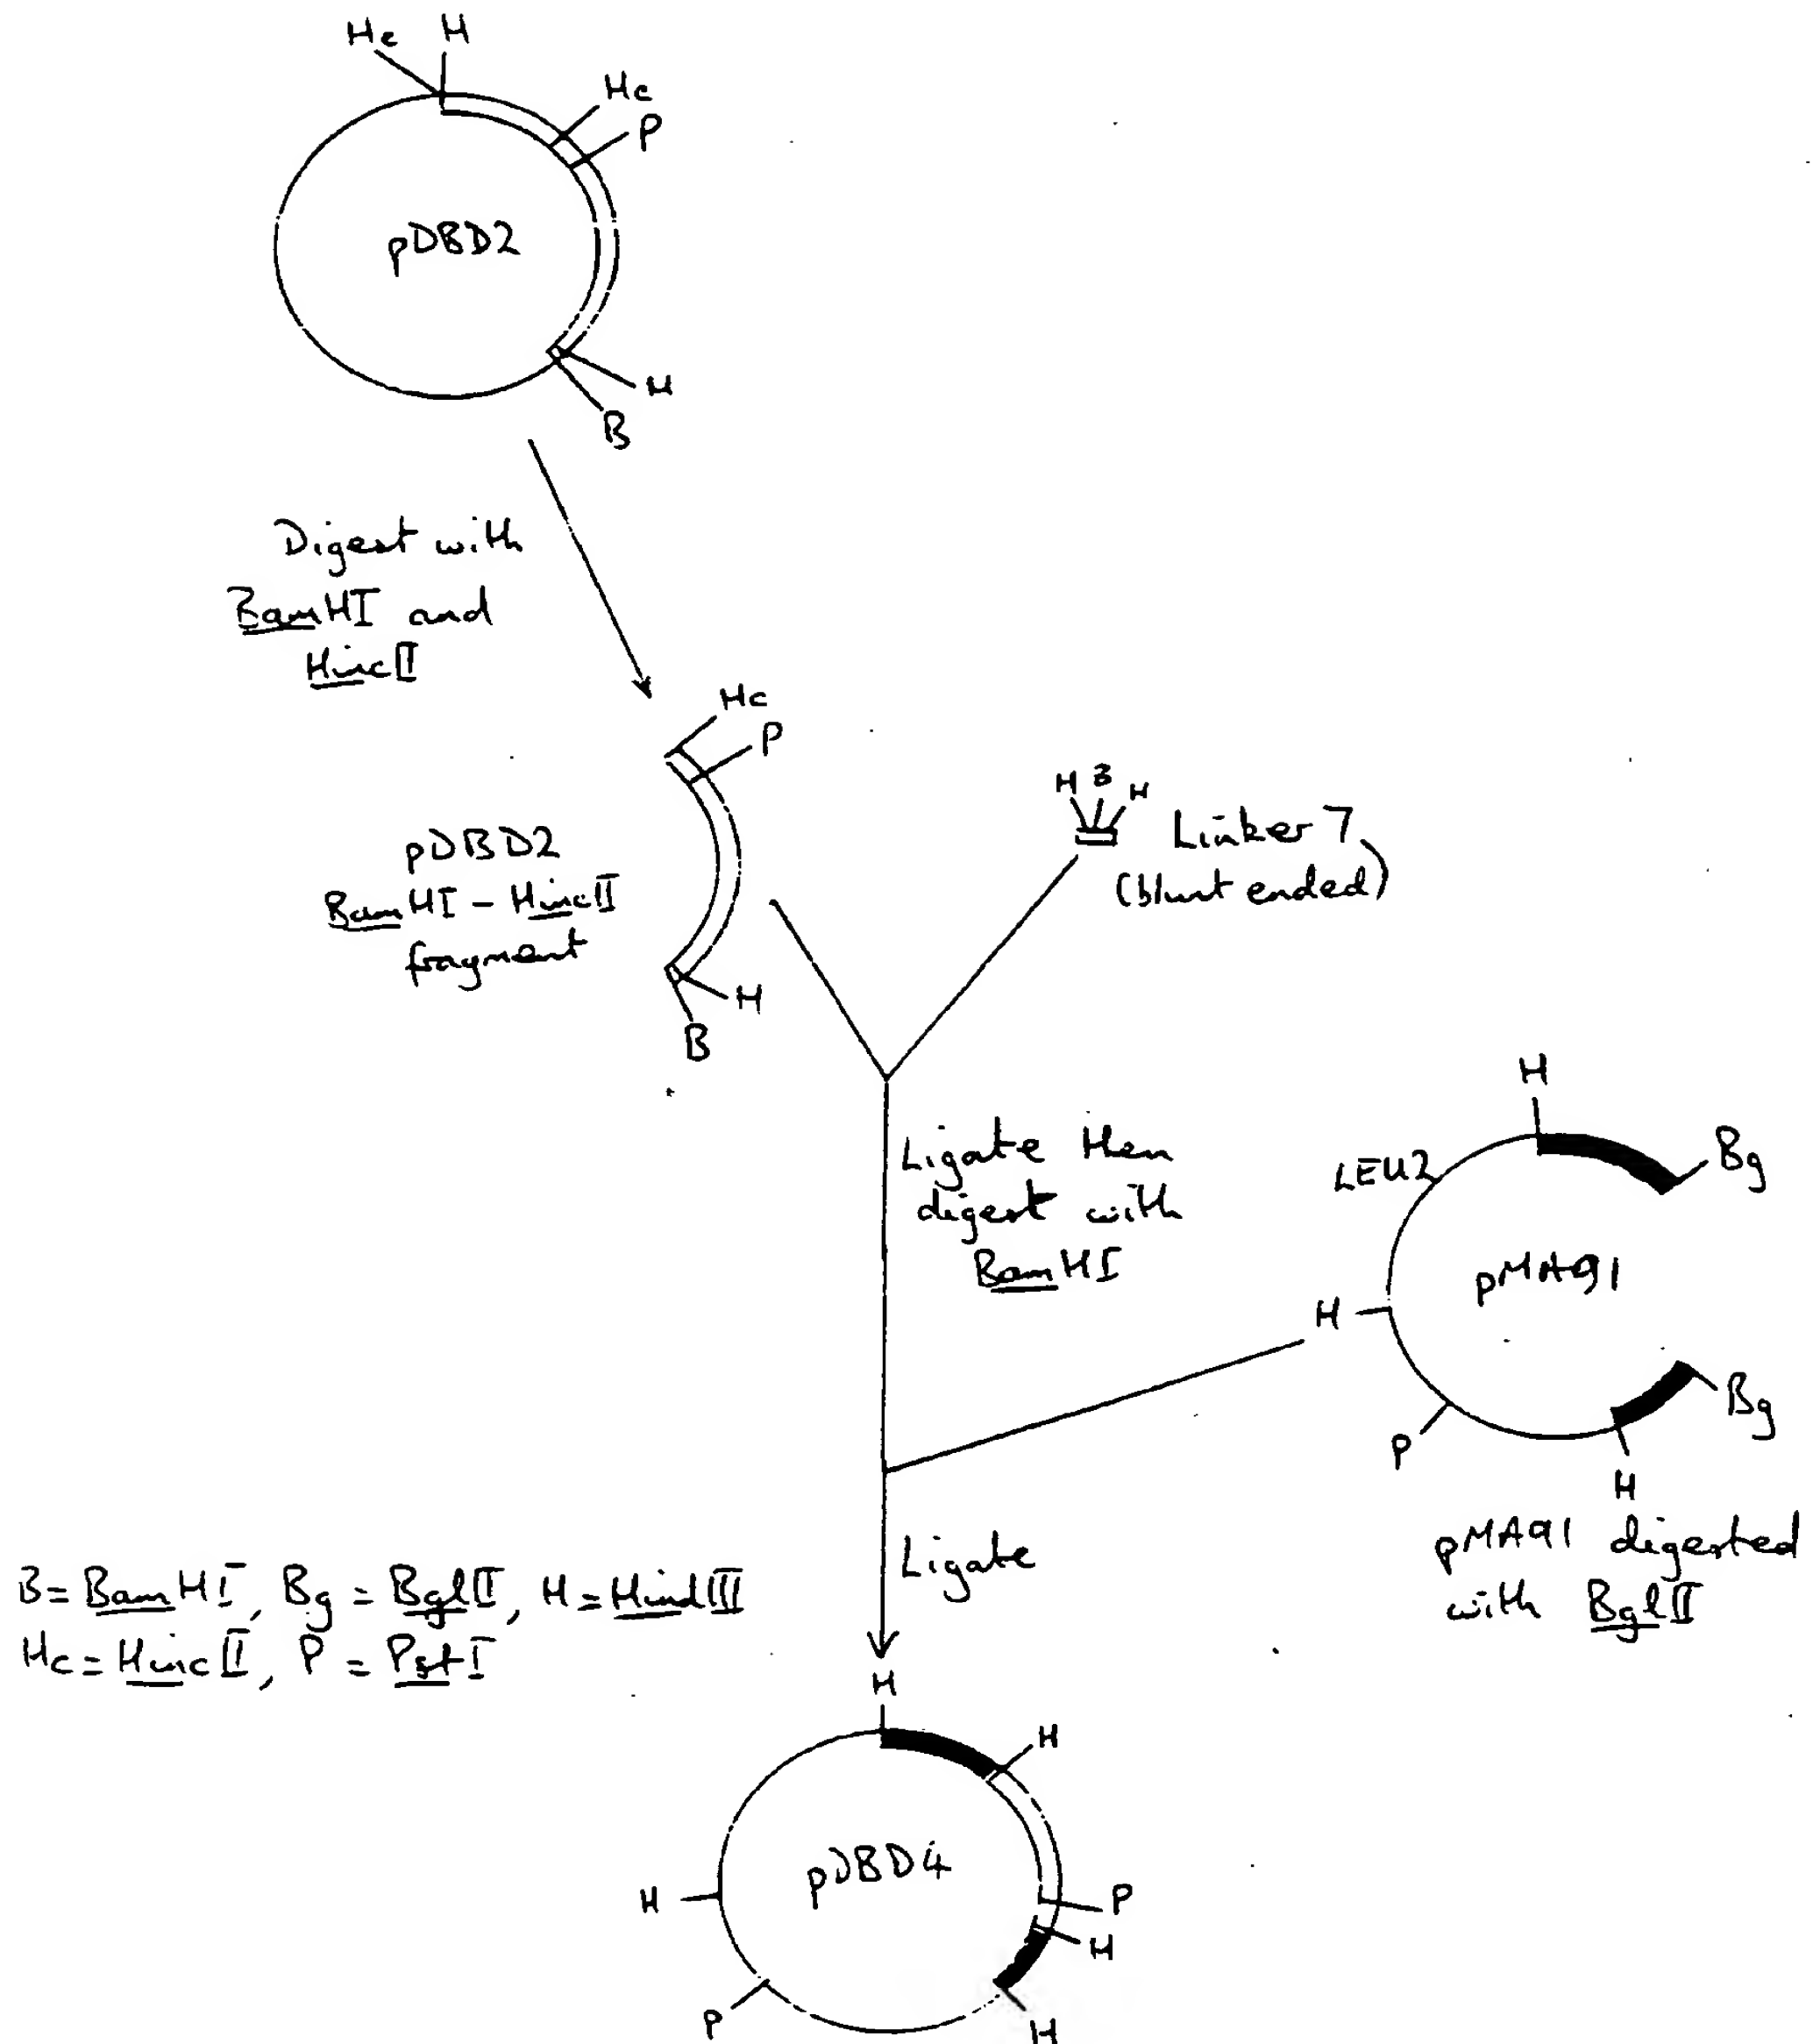 Hc H
Hc
P
pDBD2
H
B
Digest with
BamHI and
HincII
Hc
P
pDBD2
BamHI - HincII
fragment
H
B
H B H
Linker 7
(blunt ended)
Ligate then
digest with
BamHI
H
Bg
LEU2
pMA91
H
Bg
P
H
pMA91 digested
with BglII
Ligate
B = BamHI, Bg = BglII, H = HindIII
Hc = HincII, P = PstI
H
H
pDBD4
H
P
H
P
H